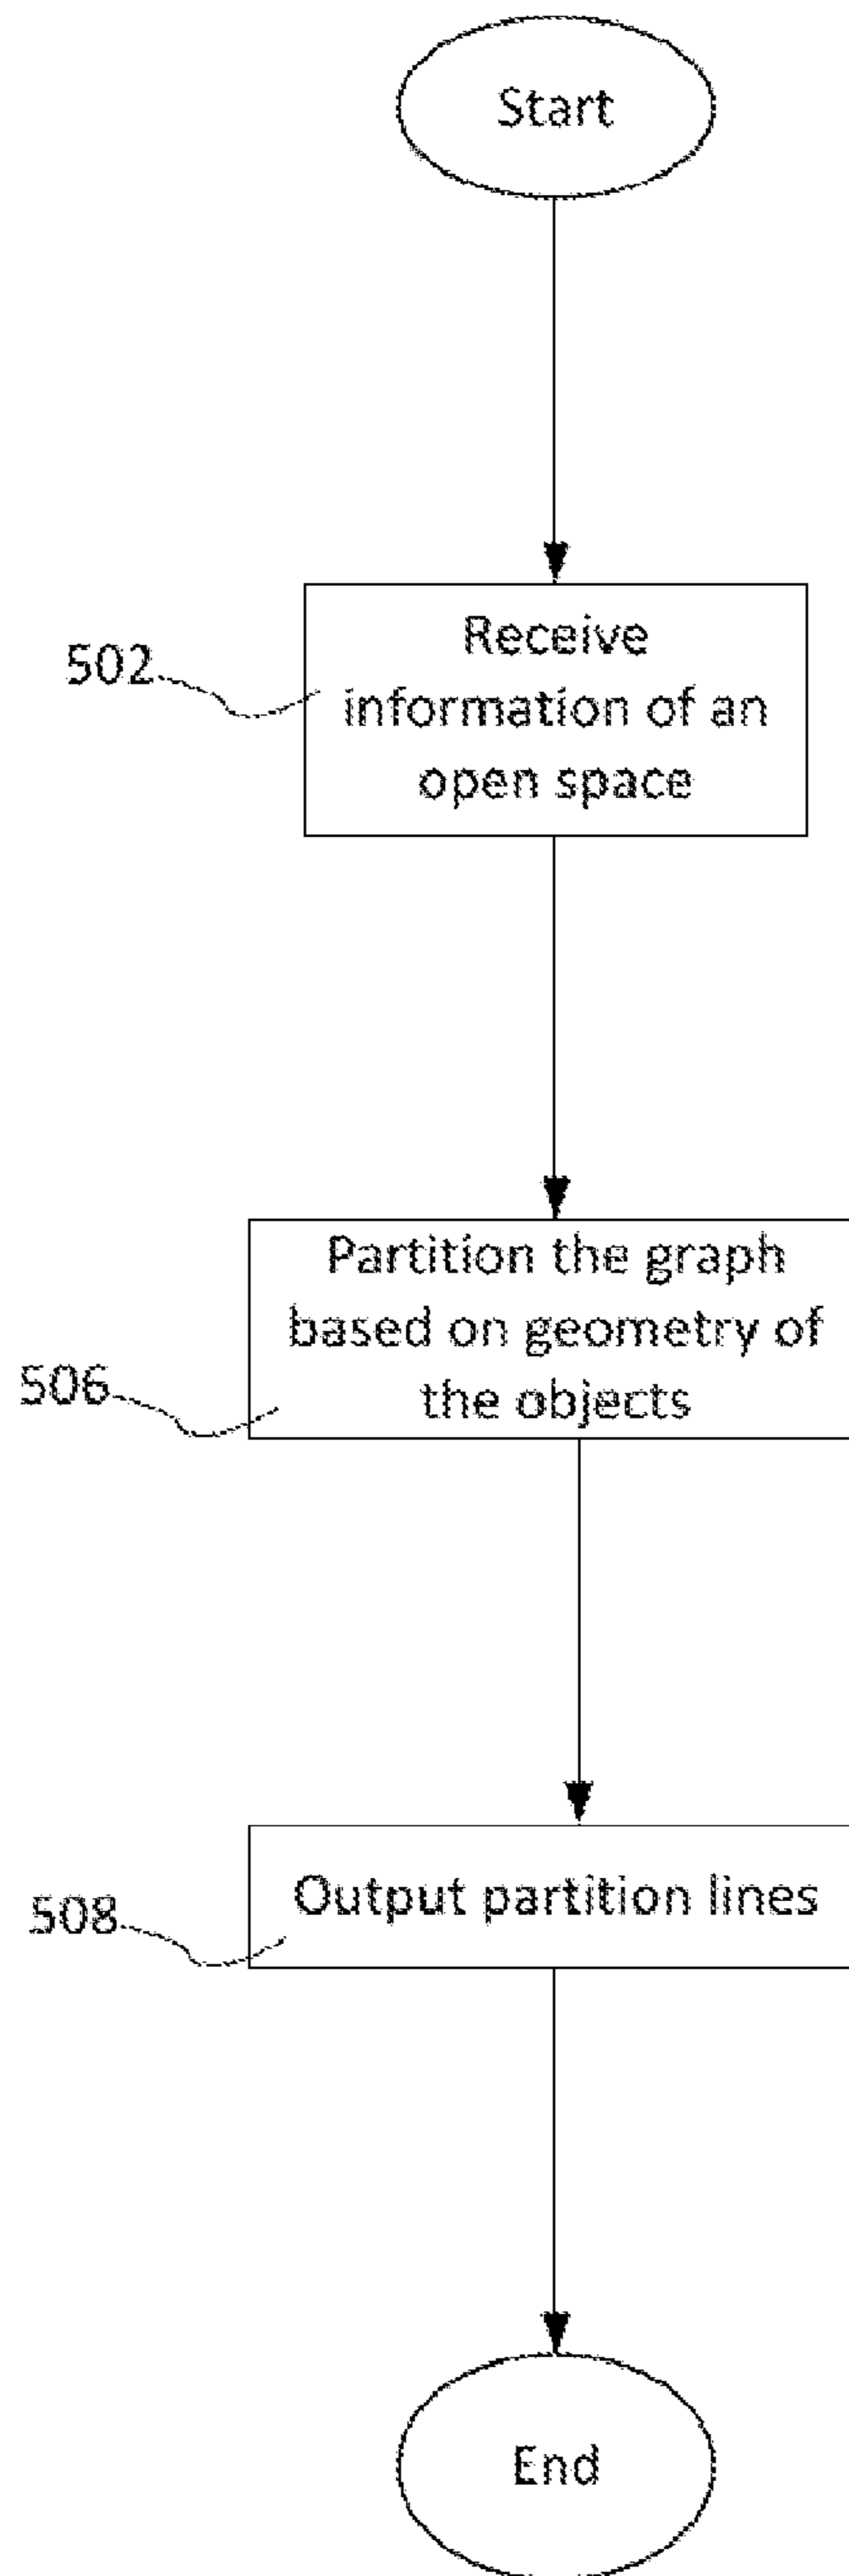 Start
502
Receive
information of an
open space
506
Partition the graph
based on geometry of
the objects
508
Output partition lines
End